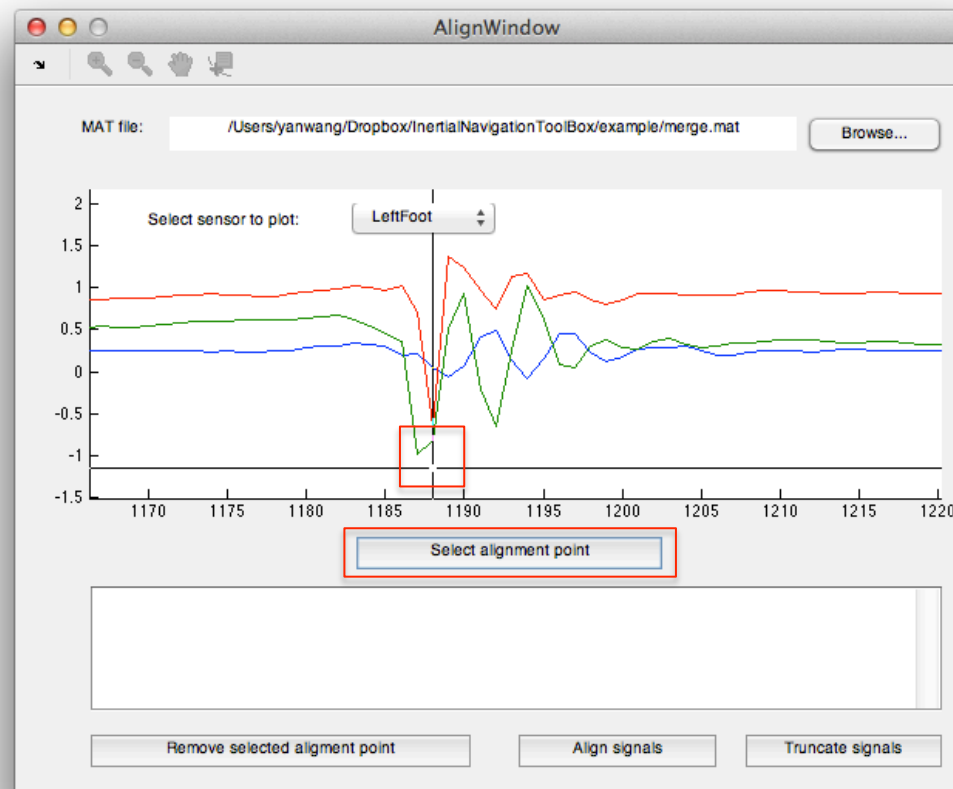 AlignWindow
MAT file: /Users/yanwang/Dropbox/InertialNavigationToolBox/example/merge.mat Browse...
Select sensor to plot: LeftFoot
2
1.5
1
0.5
0
-0.5
-1
-1.5
1170 1175 1180 1185 1190 1195 1200 1205 1210 1215 1220
Select alignment point
Remove selected aligment point Align signals Truncate signals